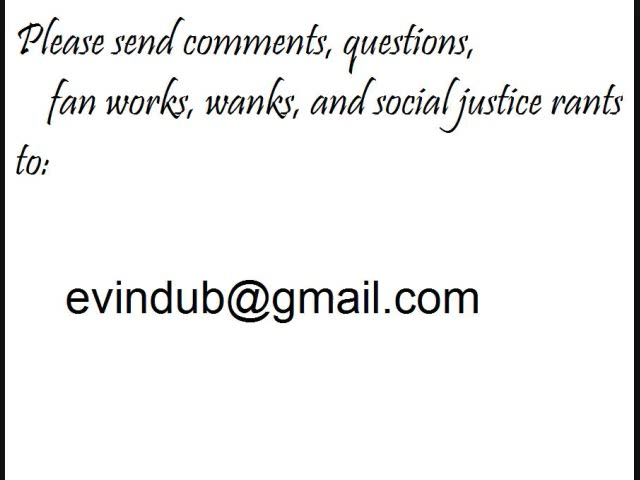 Please send comments, questions,
fan works, wanks, and social justice rants
to:
evindub@gmail.com